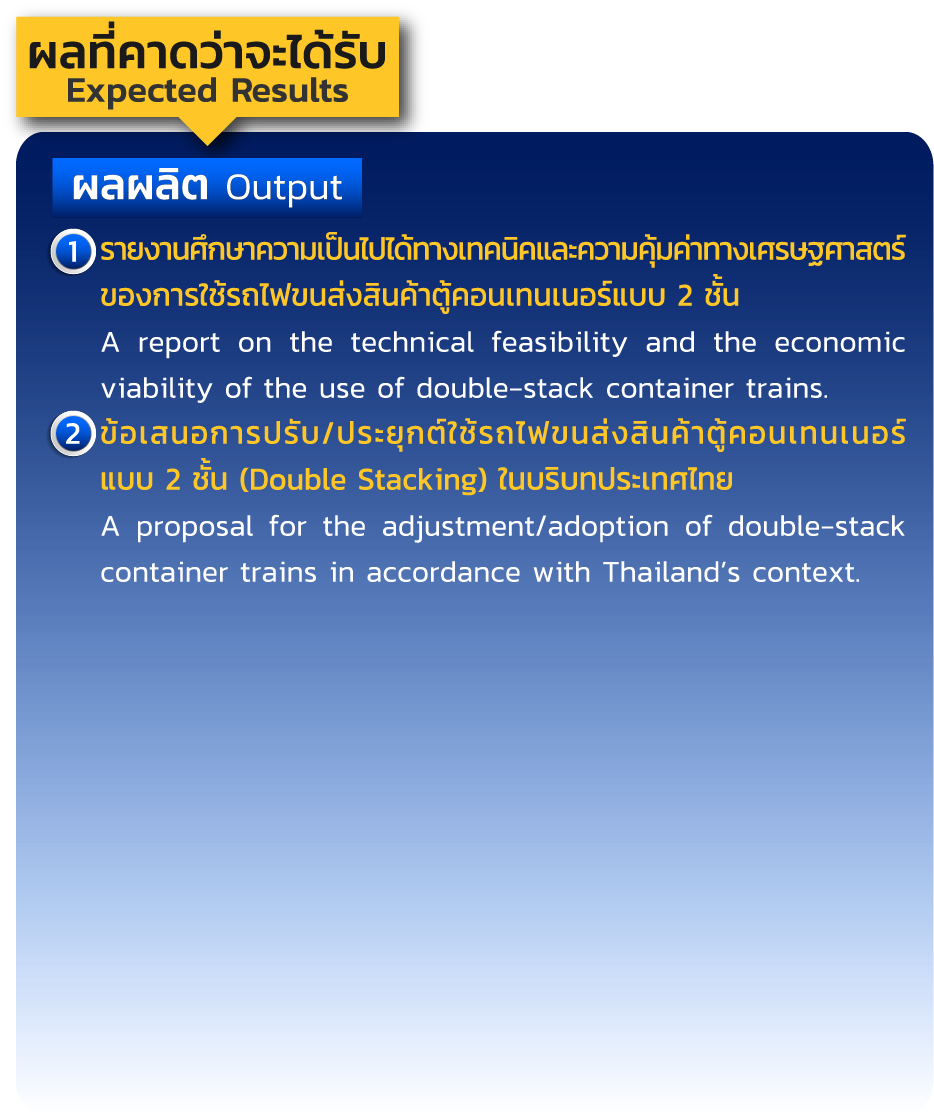 ผลที่คาดว่าจะได้รับ
Expected Results
ผลผลิต Output
1 รายงานศึกษาความเป็นไปได้ทางเทคนิคและความคุ้มค่าทางเศรษฐศาสตร์
ของการใช้รถไฟขนส่งสินค้าตู้คอนเทนเนอร์แบบ 2 ชั้น
A report on the technical feasibility and the economic
viability of the use of double-stack container trains.
2 ข้อเสนอการปรับ/ประยุกต์ใช้รถไฟขนส่งสินค้าตู้คอนเทนเนอร์
แบบ 2 ชั้น (Double Stacking) ในบริบทประเทศไทย
A proposal for the adjustment/adoption of double-stack
container trains in accordance with Thailand’s context.